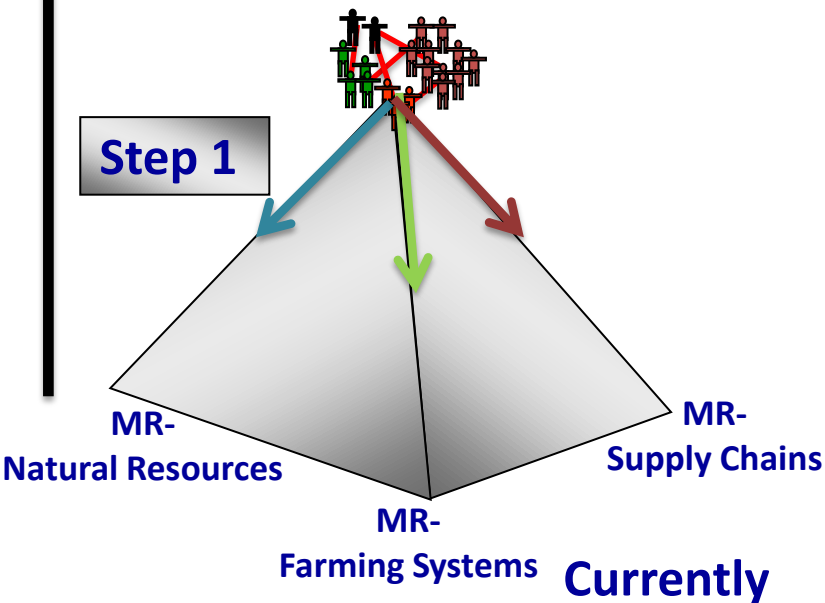 Step 1
MR-
Natural Resources
MR-
Supply Chains
MR-
Farming Systems
Currently